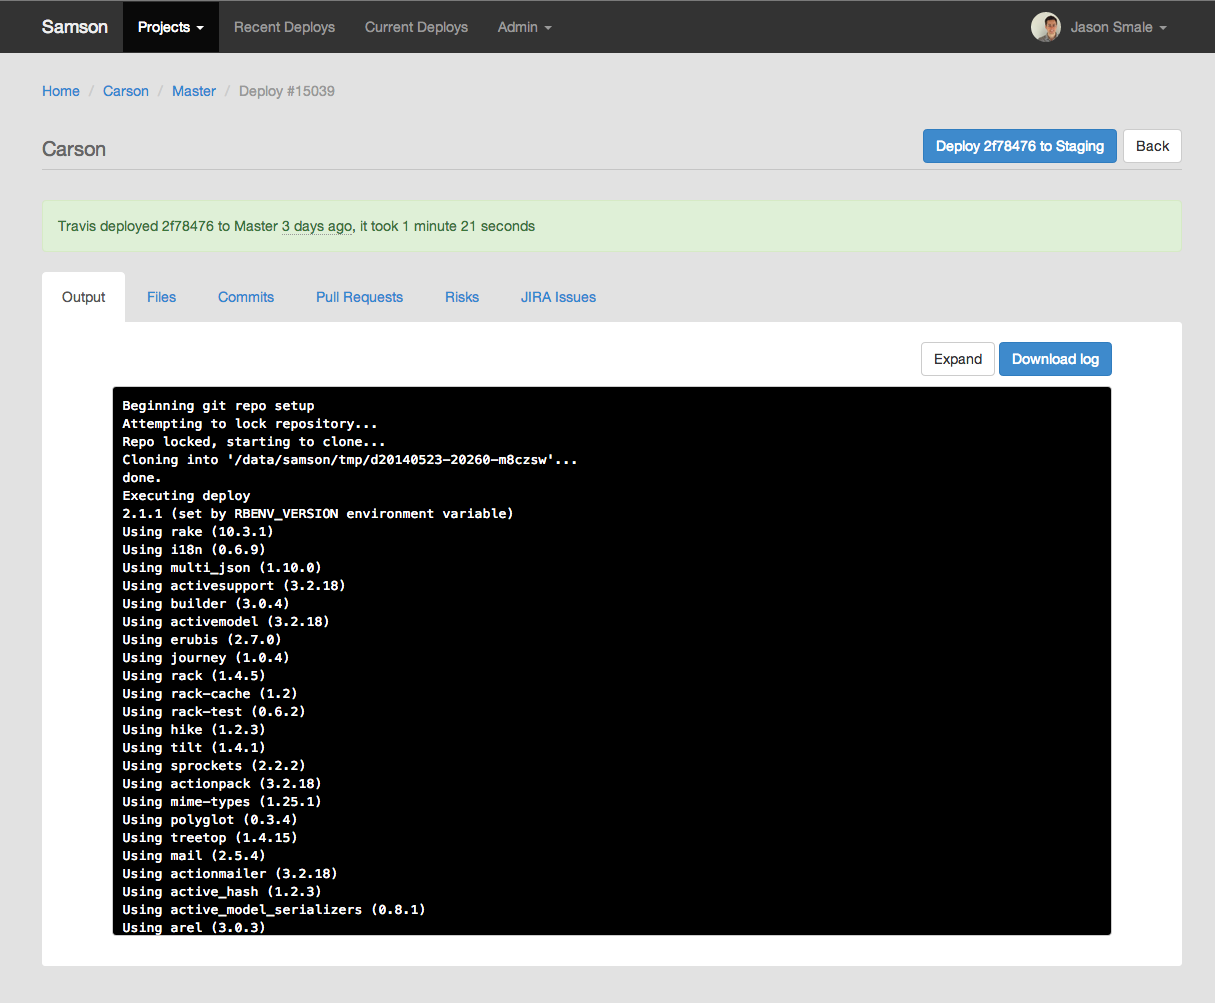 Samson Projects Recent Deploys Current Deploys Admin Jason Smale
Home / Carson / Master / Deploy #15039
Carson Deploy 2f78476 to Staging Back
Travis deployed 2f78476 to Master 3 days ago, it took 1 minute 21 seconds
Output Files Commits Pull Requests Risks JIRA Issues
Expand Download log
Beginning git repo setup
Attempting to lock repository...
Repo locked, starting to clone...
Cloning into '/data/samson/tmp/d20140523-20260-m8czsw'...
done.
Executing deploy
2.1.1 (set by RBENV_VERSION environment variable)
Using rake (10.3.1)
Using i18n (0.6.9)
Using multi_json (1.10.0)
Using activesupport (3.2.18)
Using builder (3.0.4)
Using activemodel (3.2.18)
Using erubis (2.7.0)
Using journey (1.0.4)
Using rack (1.4.5)
Using rack-cache (1.2)
Using rack-test (0.6.2)
Using hike (1.2.3)
Using tilt (1.4.1)
Using sprockets (2.2.2)
Using actionpack (3.2.18)
Using mime-types (1.25.1)
Using polyglot (0.3.4)
Using treetop (1.4.15)
Using mail (2.5.4)
Using actionmailer (3.2.18)
Using active_hash (1.2.3)
Using active_model_serializers (0.8.1)
Using arel (3.0.3)